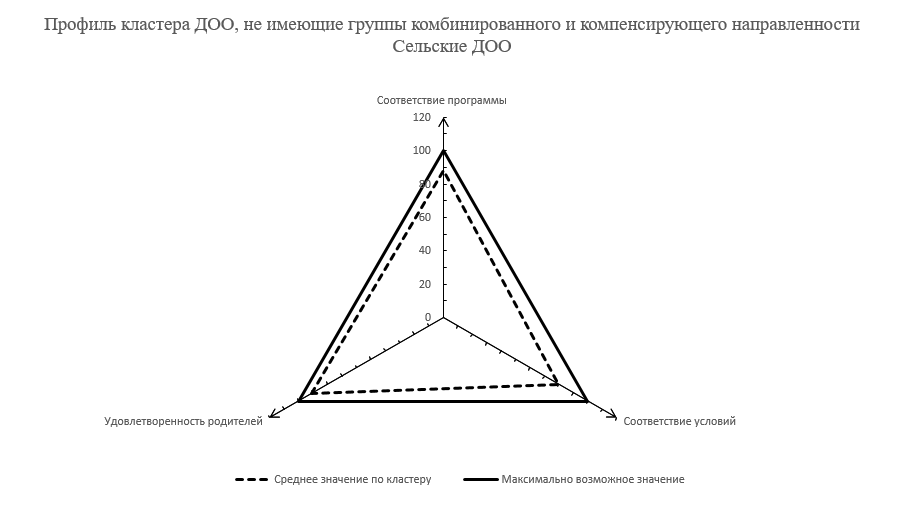 Профиль кластера ДОО, не имеющие группы комбинированного и компенсирующего направленности
Сельские ДОО
Соответствие программы
120
100
80
60
40
20
0
Удовлетворенность родителей
Соответствие условий
Среднее значение по кластеру
Максимально возможное значение